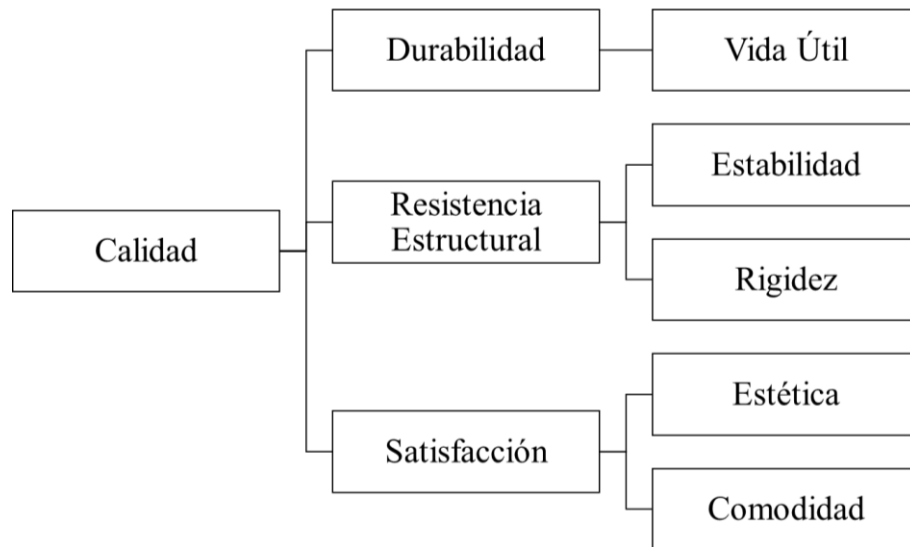 Durabilidad
Vida Útil
Estabilidad
Resistencia
Estructural
Calidad
Rigidez
Estética
Satisfacción
Comodidad